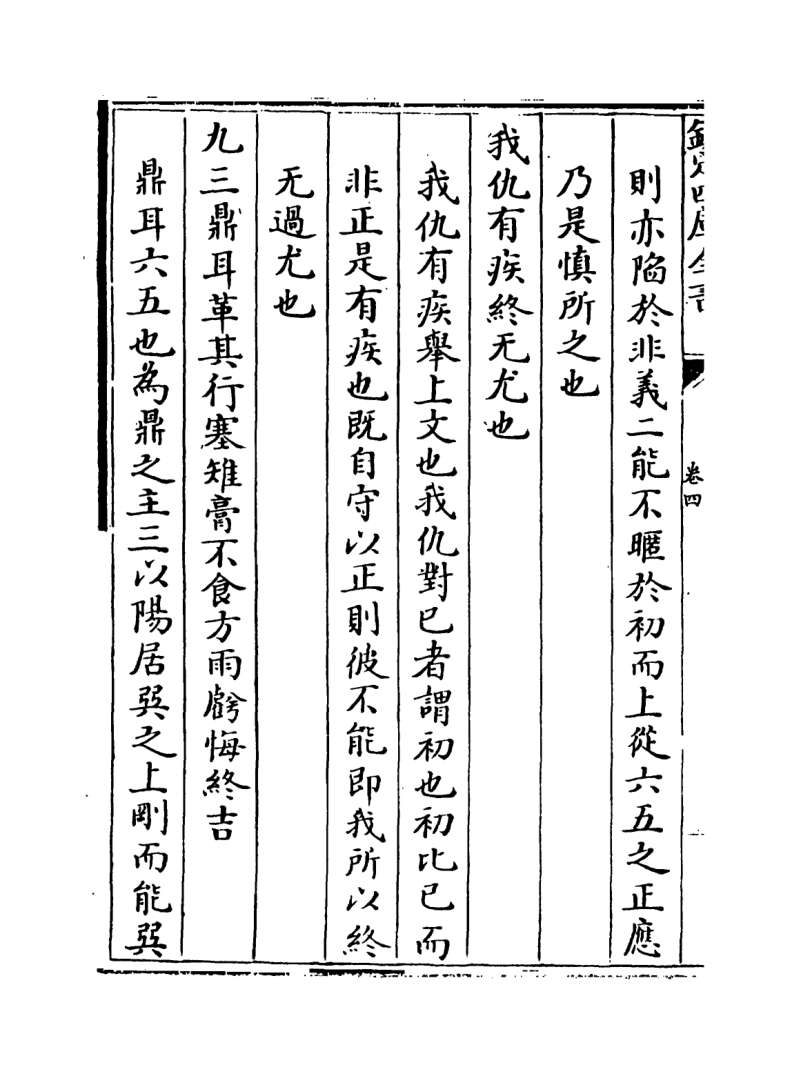 欽定四庫全書
卷四
則亦陷於非義二能不暱於初而上從六五之正應
乃是慎所之也
我仇有疾終无尤也
我仇有疾舉上文也我仇對已者謂初也初比已而
非正是有疾也既自守以正則彼不能即我所以終
无過尤也
九三鼎耳革其行塞雉膏不食方雨虧悔終吉
鼎耳六五也為鼎之主三以陽居巽之上剛而能巽